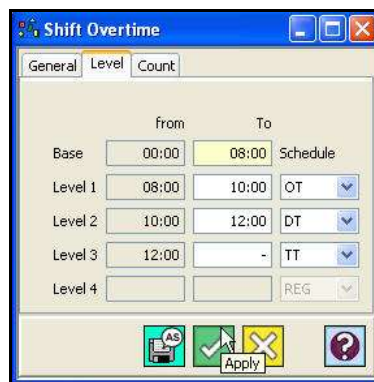 Shift Overtime
General Level Count
from To
Base 00:00 08:00 Schedule
Level 1 08:00 10:00 OT
Level 2 10:00 12:00 DT
Level 3 12:00 - TT
Level 4 REG
AS
Apply
?